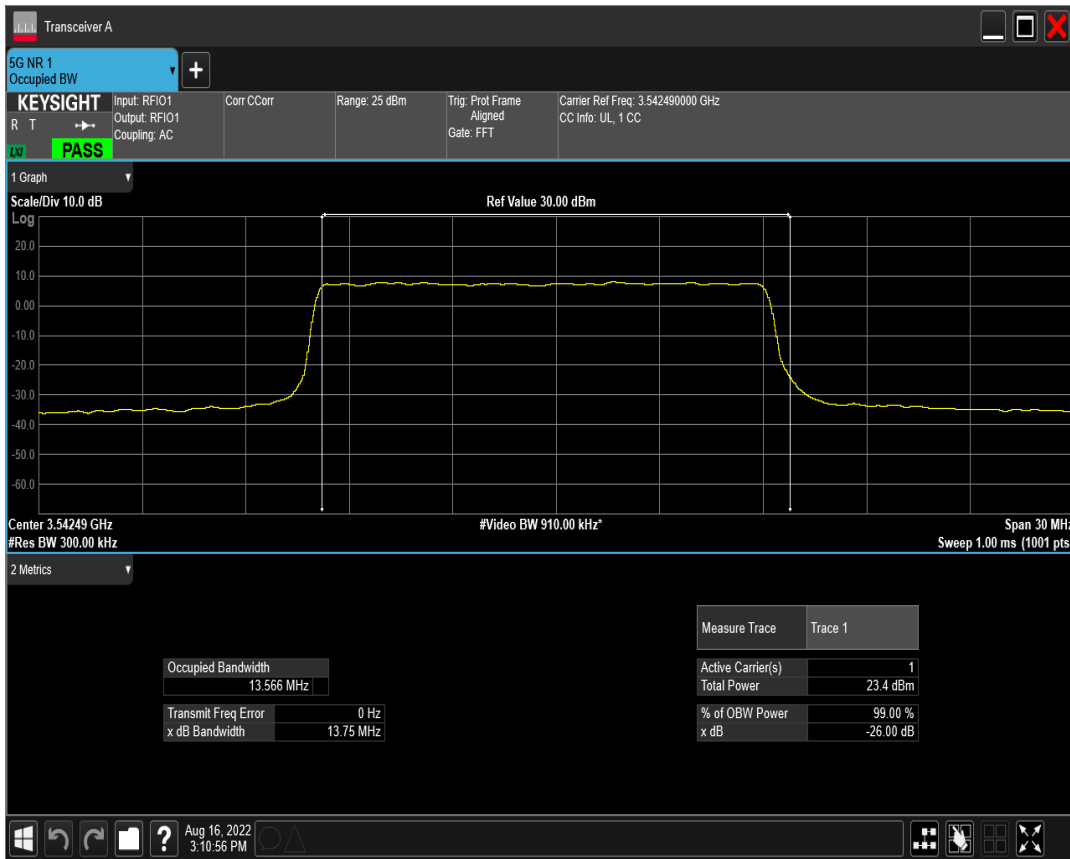 Transceiver A
5G NR 1
Occupied BW
KEYSIGHT
R T
LXI
PASS
Input: RFIO1
Output: RFIO1
Coupling: AC
Corr CCorr
Range: 25 dBm
Trig: Prot Frame
Aligned
Gate: FFT
Carrier Ref Freq: 3.542490000 GHz
CC Info: UL, 1 CC
1 Graph
Scale/Div 10.0 dB
Ref Value 30.00 dBm
Log
20.0
10.0
0.00
-10.0
-20.0
-30.0
-40.0
-50.0
-60.0
Center 3.54249 GHz
#Video BW 910.00 kHz*
Span 30 MHz
#Res BW 300.00 kHz
Sweep 1.00 ms (1001 pts
2 Metrics
Measure Trace Trace 1
Occupied Bandwidth
13.566 MHz
Active Carrier(s) 1
Total Power 23.4 dBm
Transmit Freq Error 0 Hz
x dB Bandwidth 13.75 MHz
% of OBW Power 99.00 %
x dB -26.00 dB
?
Aug 16, 2022
3:10:56 PM